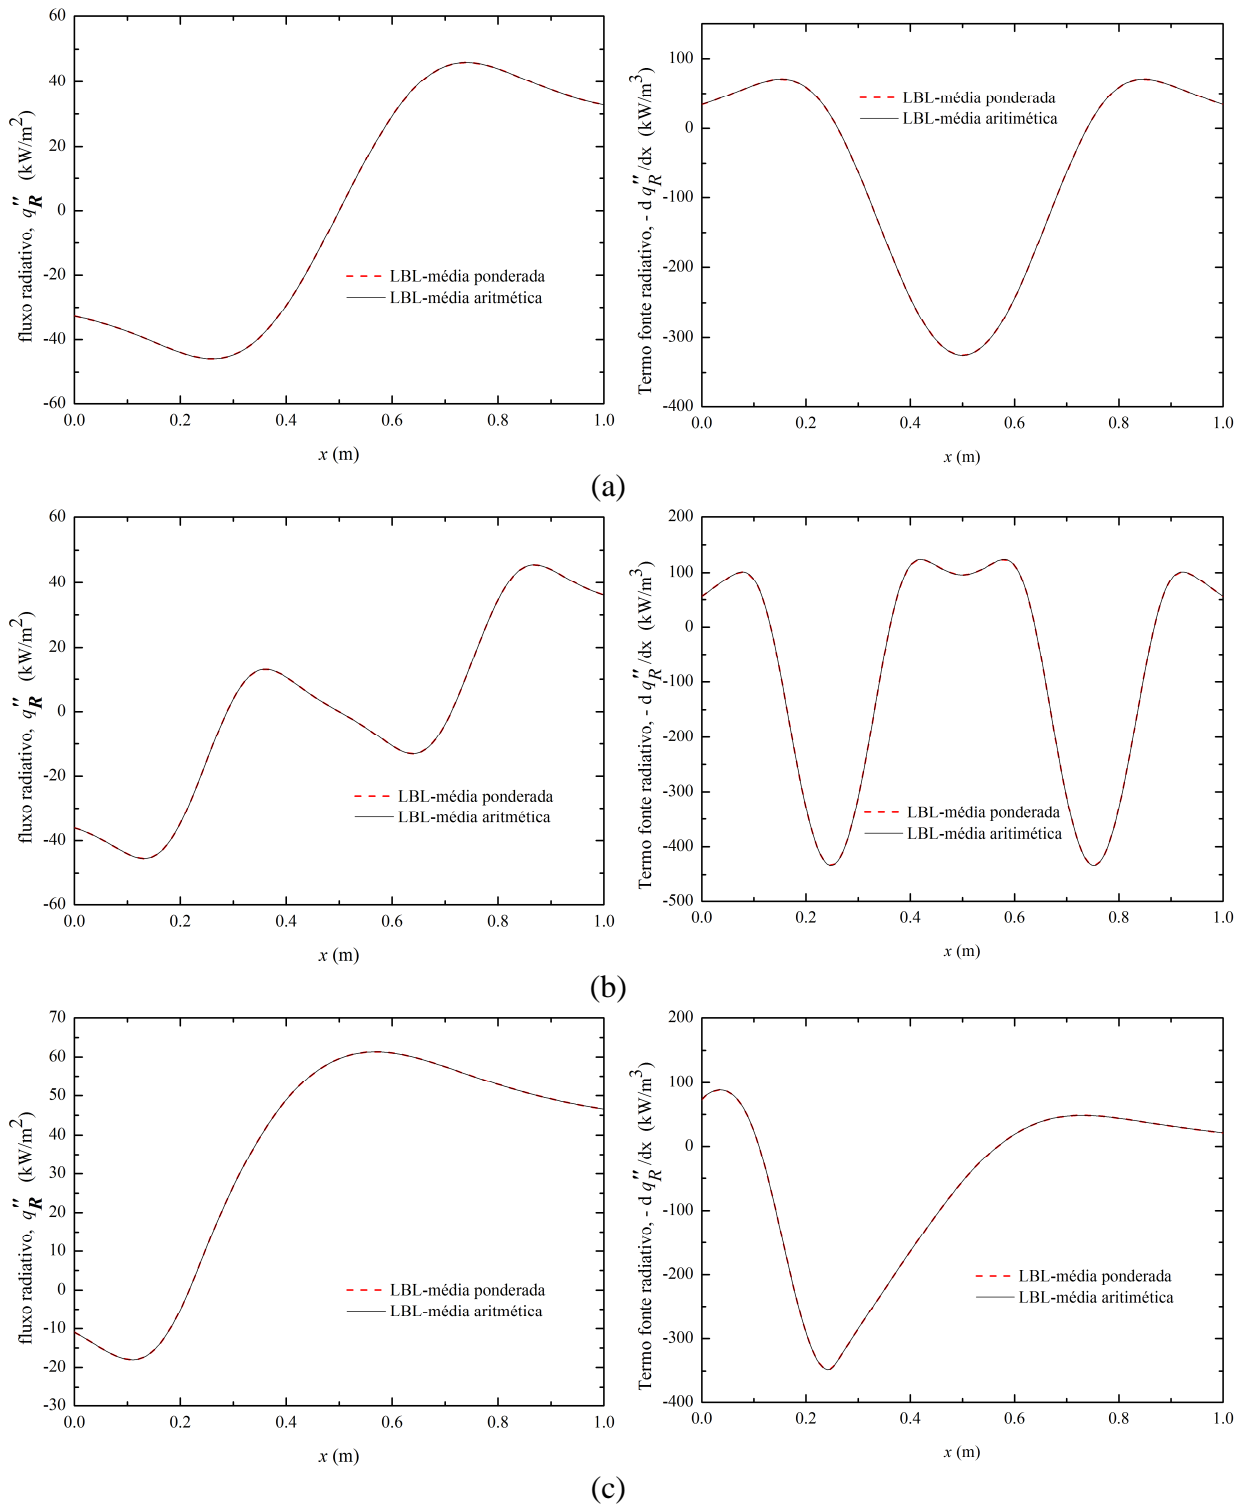 60
40
20
0
-20
-40
-60
fluxo radiativo, q''R (kW/m2)
LBL-média ponderada
LBL-média aritmética
0.0 0.2 0.4 0.6 0.8 1.0
x (m)
100
0
-100
-200
-300
-400
Termo fonte radiativo, - d q''R/dx (kW/m3)
LBL-média ponderada
LBL-média aritimética
0.0 0.2 0.4 0.6 0.8 1.0
x (m)
(a)
60
40
20
0
-20
-40
-60
fluxo radiativo, q''R (kW/m2)
LBL-média ponderada
LBL-média aritmética
0.0 0.2 0.4 0.6 0.8 1.0
x (m)
200
100
0
-100
-200
-300
-400
-500
Termo fonte radiativo, - d q''R/dx (kW/m3)
LBL-média ponderada
LBL-média aritimética
0.0 0.2 0.4 0.6 0.8 1.0
x (m)
(b)
70
60
50
40
30
20
10
0
-10
-20
-30
fluxo radiativo, q''R (kW/m2)
LBL-média ponderada
LBL-média aritmética
0.0 0.2 0.4 0.6 0.8 1.0
x (m)
200
100
0
-100
-200
-300
-400
Termo fonte radiativo, - d q''R/dx (kW/m3)
LBL-média ponderada
LBL-média aritimética
0.0 0.2 0.4 0.6 0.8 1.0
x (m)
(c)